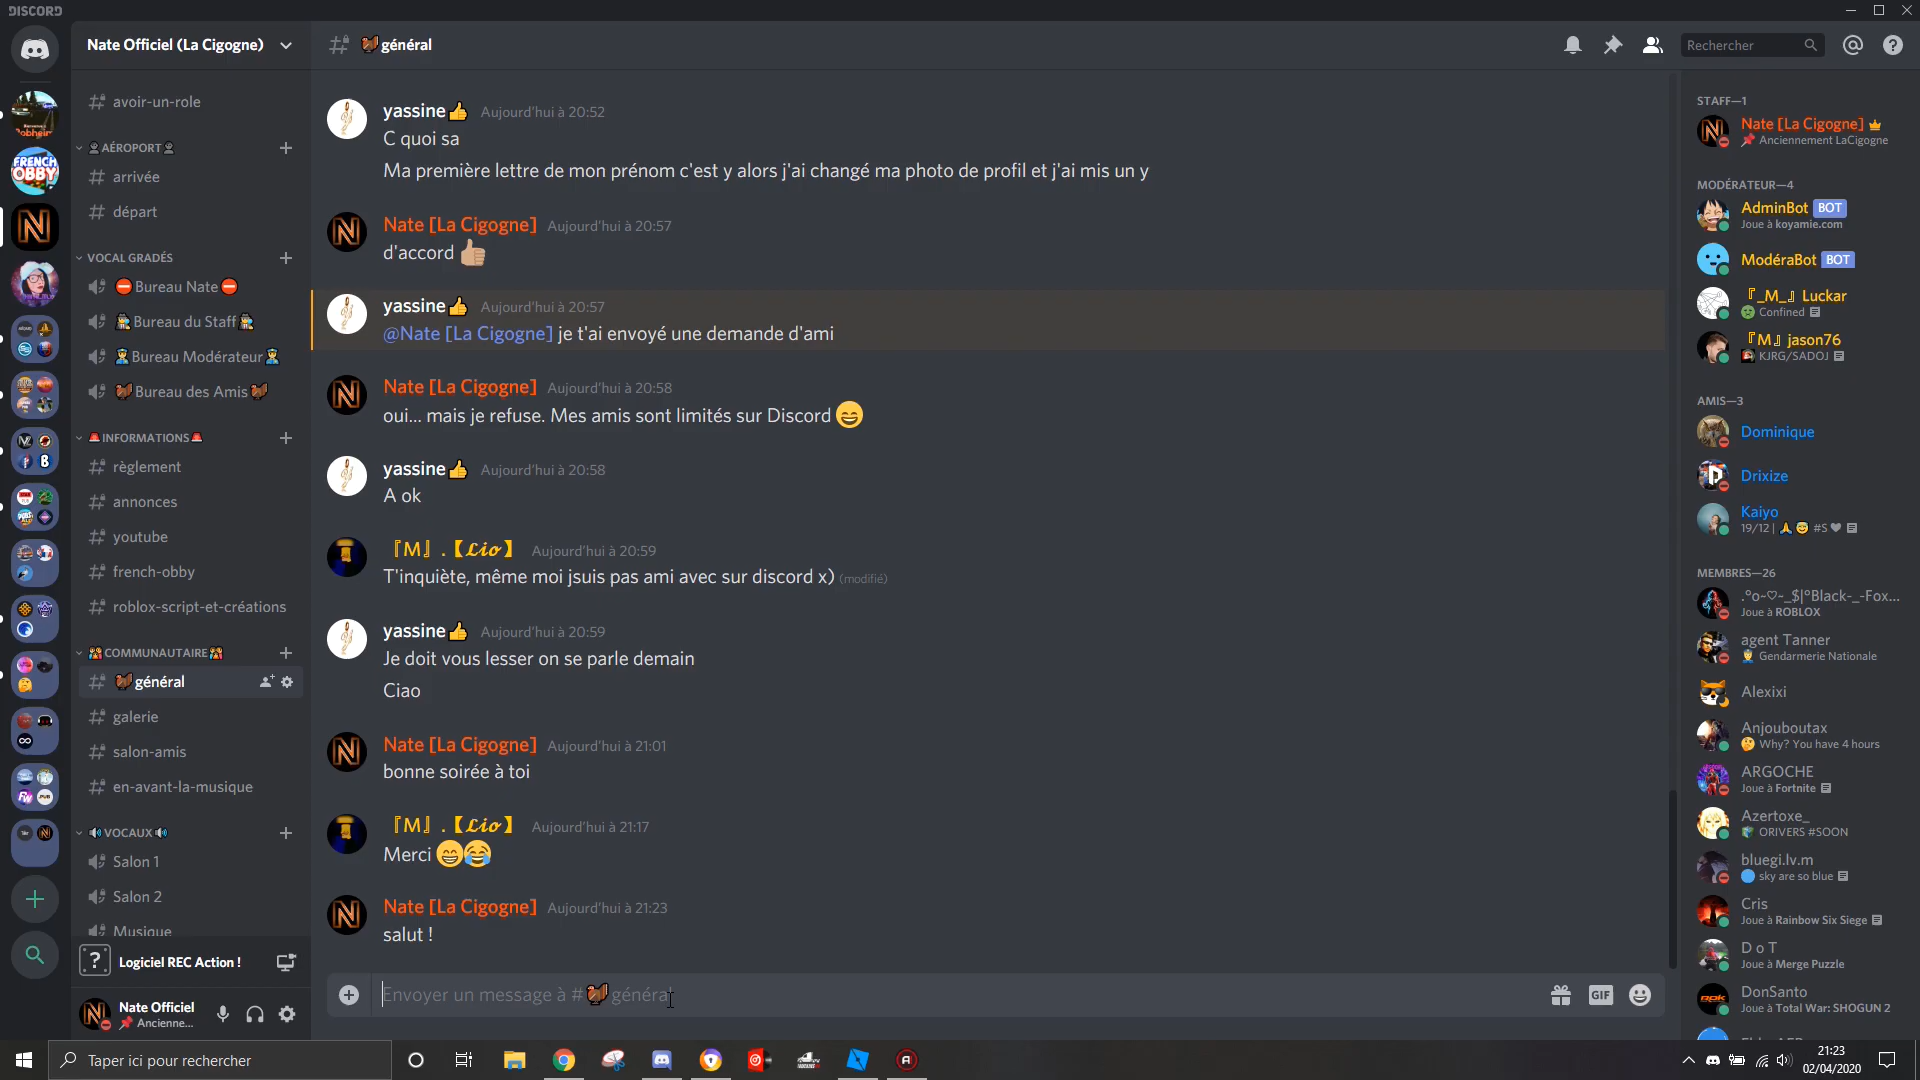 DISCORD
Nate Officiel (La Cigogne)
avoir-un-role
AÉROPORT
arrivée
départ
VOCAL GRADÉS
Bureau Nate
Bureau du Staff
Bureau Modérateur
Bureau des Amis
INFORMATIONS
règlement
annonces
youtube
french-obby
roblox-script-et-créations
COMMUNAUTAIRE
général
galerie
salon-amis
en-avant-la-musique
VOCAUX
Salon 1
Salon 2
Musique
Logiciel REC Action !
Nate Officiel
Ancienne...
FRENCH
OBBY
général
Rechercher
yassine👍 Aujourd'hui à 20:52
C quoi sa
Ma première lettre de mon prénom c'est y alors j'ai changé ma photo de profil et j'ai mis un y
Nate [La Cigogne] Aujourd'hui à 20:57
d'accord 👍
yassine👍 Aujourd'hui à 20:57
@Nate [La Cigogne] je t'ai envoyé une demande d'ami
Nate [La Cigogne] Aujourd'hui à 20:58
oui... mais je refuse. Mes amis sont limités sur Discord 😄
yassine👍 Aujourd'hui à 20:58
A ok
『M』.【𝓛𝓲𝓸】 Aujourd'hui à 20:59
T'inquiète, même moi jsuis pas ami avec sur discord x) (modifié)
yassine👍 Aujourd'hui à 20:59
Je doit vous lesser on se parle demain
Ciao
Nate [La Cigogne] Aujourd'hui à 21:01
bonne soirée à toi
『M』.【𝓛𝓲𝓸】 Aujourd'hui à 21:17
Merci 😁😂
Nate [La Cigogne] Aujourd'hui à 21:23
salut !
Envoyer un message à # général
GIF
STAFF—1
Nate [La Cigogne]
Anciennement LaCigogne
MODÉRATEUR—4
AdminBot BOT
Joue à koyamie.com
ModéraBot BOT
『_M_』Luckar
Confined
『M』jason76
KJRG/SADOJ
AMIS—3
Dominique
Drixize
Kaiyo
19/12 | 🙏 😇 #S ♥
MEMBRES—26
.°o~♡~_$|°Black-_-Fox...
Joue à ROBLOX
agent Tanner
Gendarmerie Nationale
Alexixi
Anjouboutax
Why? You have 4 hours
ARGOCHE
Joue à Fortnite
Azertoxe_
ORIVERS #SOON
bluegi.lv.m
sky are so blue
Cris
Joue à Rainbow Six Siege
D o T
Joue à Merge Puzzle
DonSanto
Joue à Total War: SHOGUN 2
Taper ici pour rechercher
21:23
02/04/2020